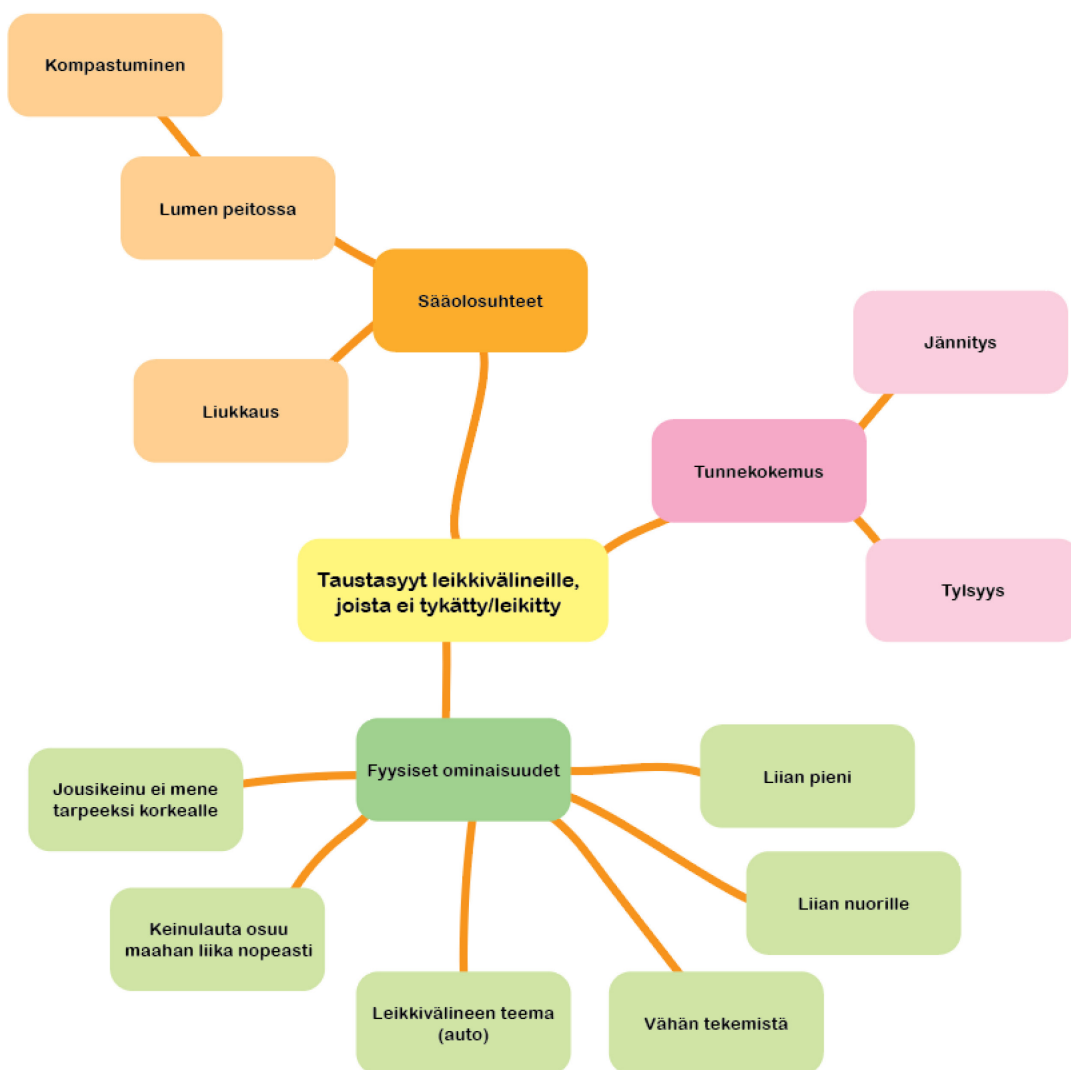 Kompastuminen
Lumen peitossa
Sääolosuhteet
Liukkaus
Jännitys
Tunnekokemus
Tylsyys
Taustasyyt leikkivälineille,
joista ei tykätty/leikitty
Fyysiset ominaisuudet
Jousikeinu ei mene
tarpeeksi korkealle
Keinulauta osuu
maahan liika nopeasti
Leikkivälineen teema
(auto)
Vähän tekemistä
Liian nuorille
Liian pieni